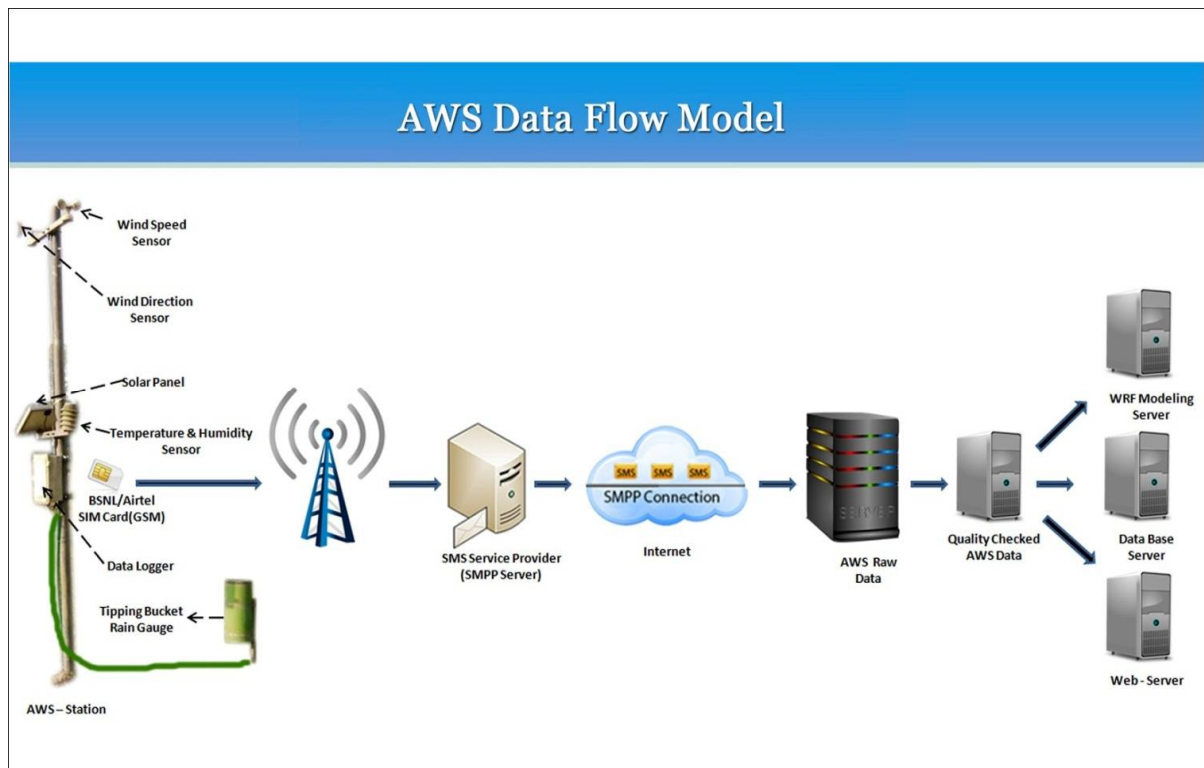 AWS Data Flow Model
Wind Speed
Sensor
Wind Direction
Sensor
Solar Panel
Temperature & Humidity
Sensor
BSNL/Airtel
SIM Card(GSM)
Data Logger
Tipping Bucket
Rain Gauge
AWS – Station
SMS Service Provider
(SMPP Server)
SMS SMS SMS
SMPP Connection
Internet
SERVER
AWS Raw
Data
Quality Checked
AWS Data
WRF Modeling
Server
Data Base
Server
Web - Server